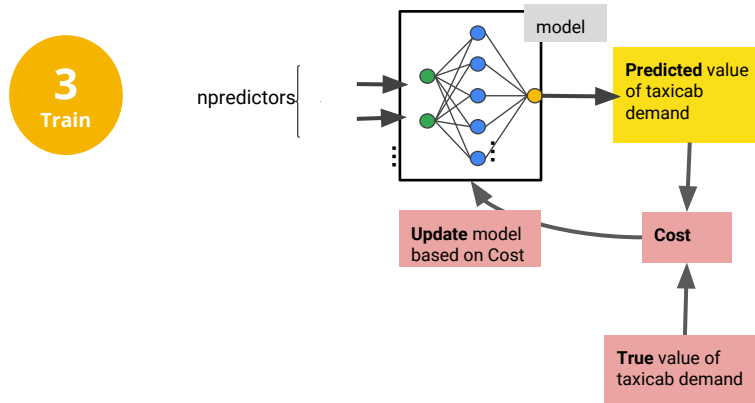 3
Train
npredictors
model
Predicted value
of taxicab
demand
Update model
based on Cost
Cost
True value of
taxicab demand